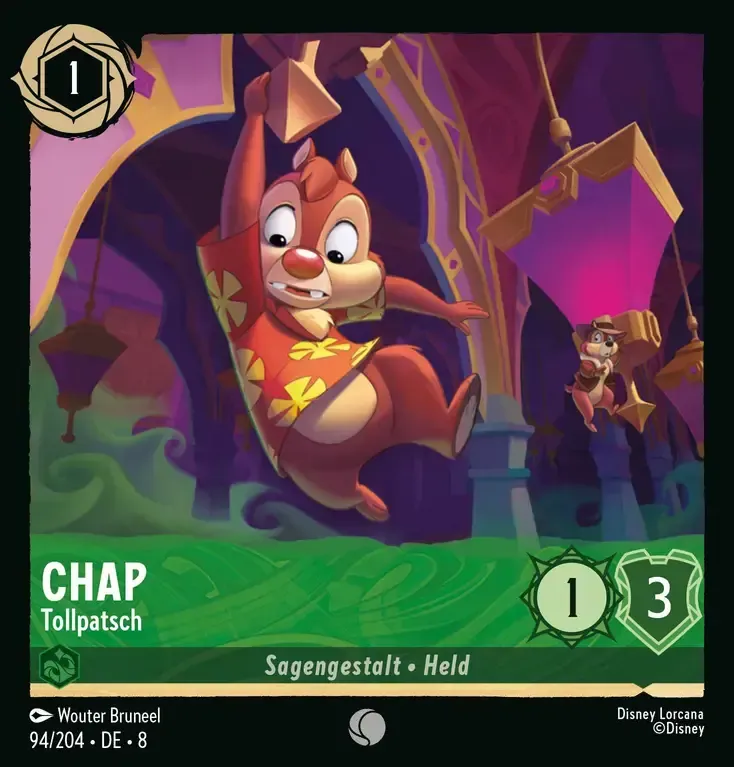 1
CHAP
Tollpatsch
1
3
Sagengestalt • Held
Wouter Bruneel
94/204 • DE • 8
Disney Lorcana
©Disney